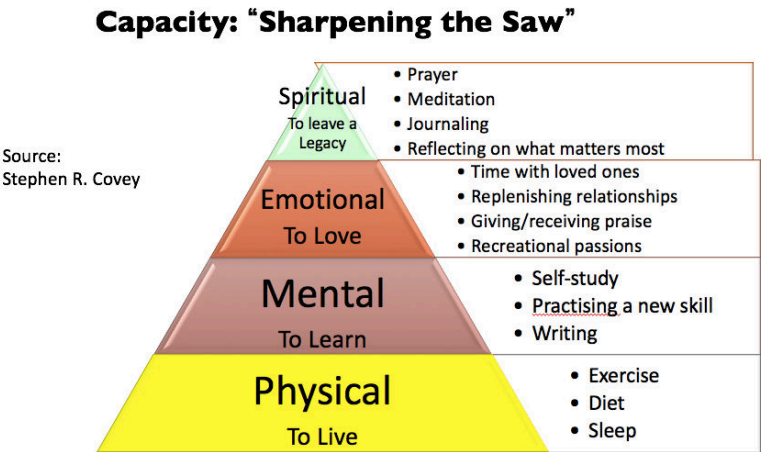 Capacity: “Sharpening the Saw”
Source:
Stephen R. Covey
Spiritual
To leave a
Legacy
• Prayer
• Meditation
• Journaling
• Reflecting on what matters most
Emotional
To Love
• Time with loved ones
• Replenishing relationships
• Giving/receiving praise
• Recreational passions
Mental
To Learn
• Self-study
• Practising a new skill
• Writing
Physical
To Live
• Exercise
• Diet
• Sleep